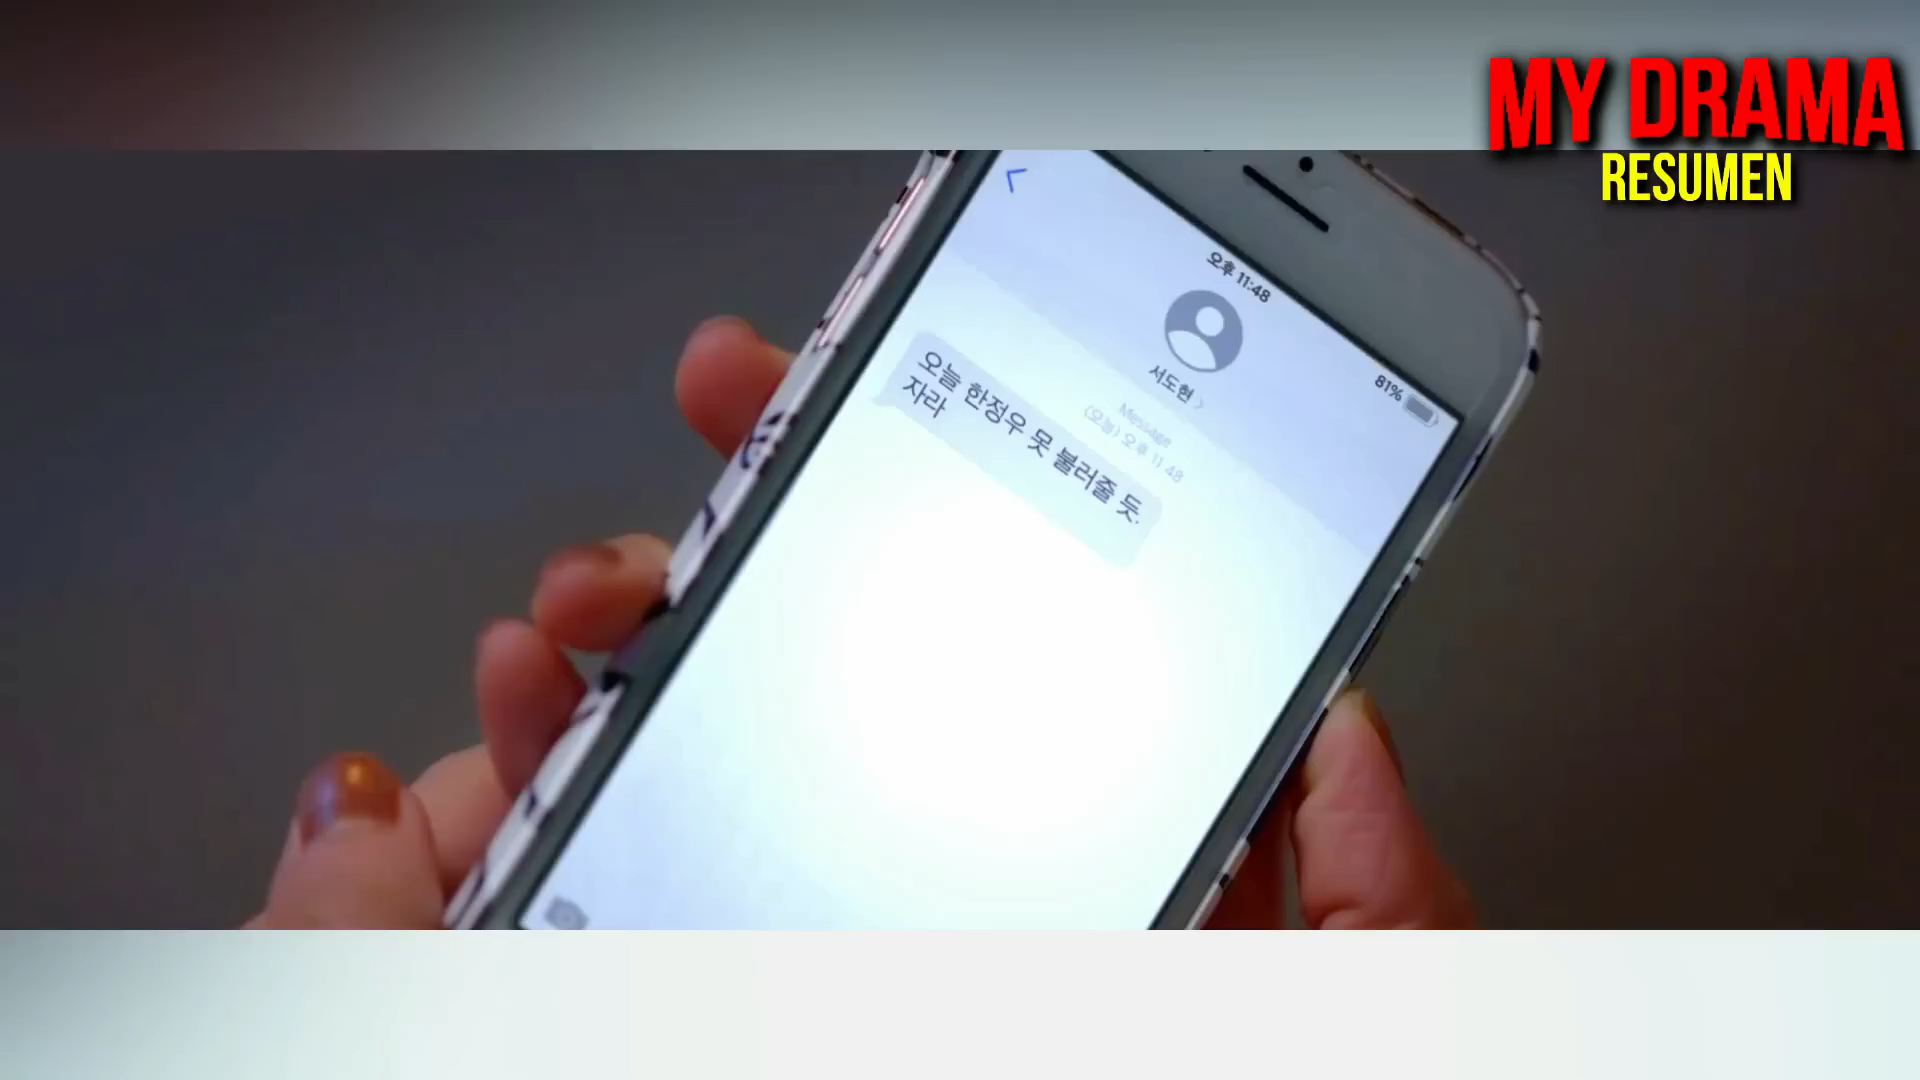 MY DRAMA
RESUMEN
오후 11:48
81%
서도현
Message
(오늘) 오후 11:48
오늘 한정우 못 불러줄 듯.
자라